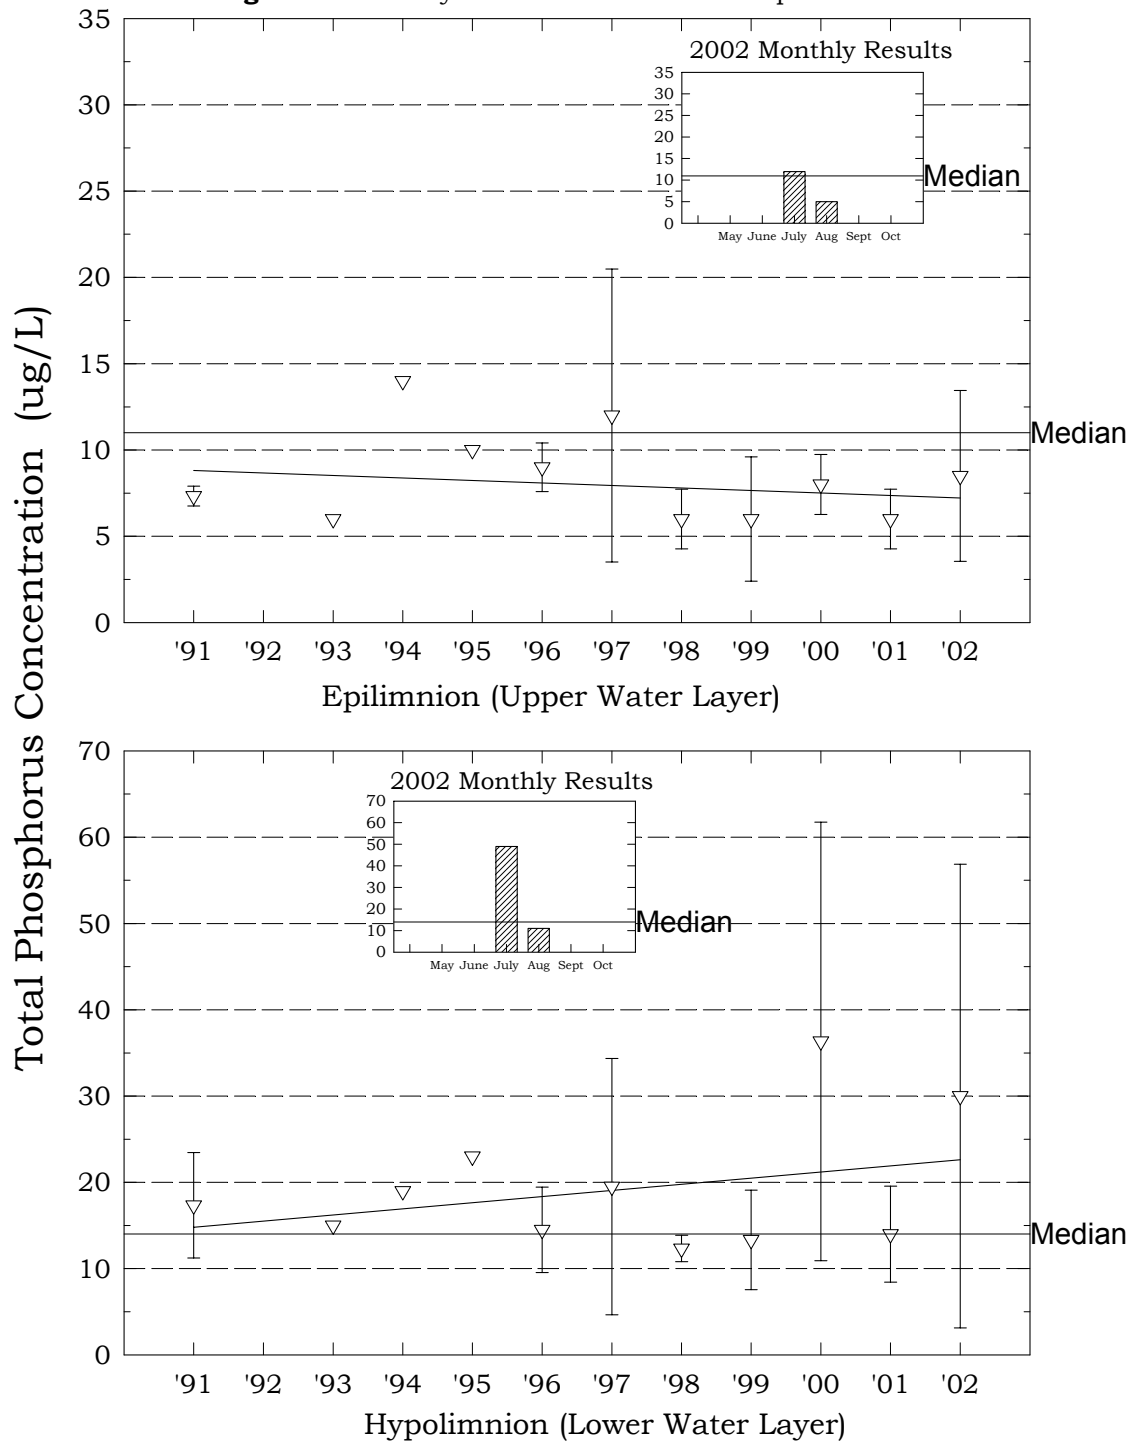 2002 Monthly Results
35
30
25
20
15
10
5
0
May June July Aug Sept Oct
Median
35
30
25
20
15
10
5
0
Median
'91 '92 '93 '94 '95 '96 '97 '98 '99 '00 '01 '02
Epilimnion (Upper Water Layer)
Total Phosphorus Concentration (ug/L)
2002 Monthly Results
70
60
50
40
30
20
10
0
May June July Aug Sept Oct
Median
70
60
50
40
30
20
10
0
Median
'91 '92 '93 '94 '95 '96 '97 '98 '99 '00 '01 '02
Hypolimnion (Lower Water Layer)